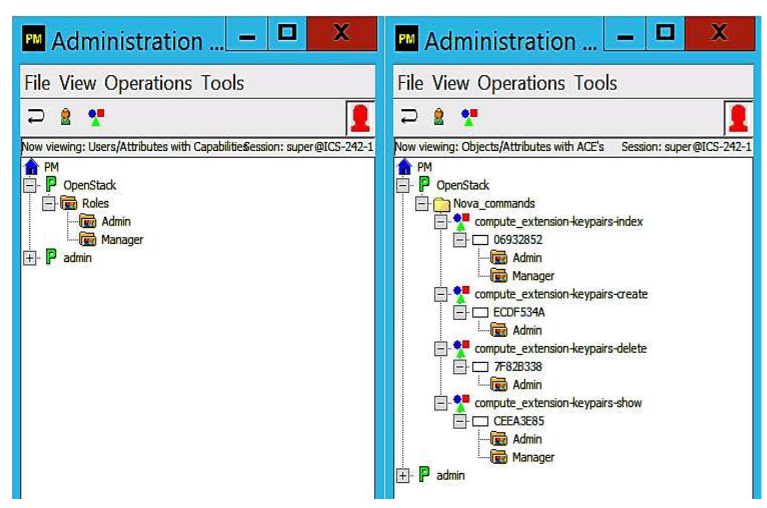 PM Administration ... X
File View Operations Tools
Now viewing: Users/Attributes with Capabilities Session: super@ICS-242-1
PM
P OpenStack
Roles
Admin
Manager
P admin
PM Administration ... X
File View Operations Tools
Now viewing: Objects/Attributes with ACE's Session: super@ICS-242-1
PM
P OpenStack
Nova_commands
compute_extension-keypairs-index
06932852
Admin
Manager
compute_extension-keypairs-create
ECDF534A
Admin
compute_extension-keypairs-delete
7F82B338
Admin
compute_extension-keypairs-show
CEEA3E85
Admin
Manager
P admin